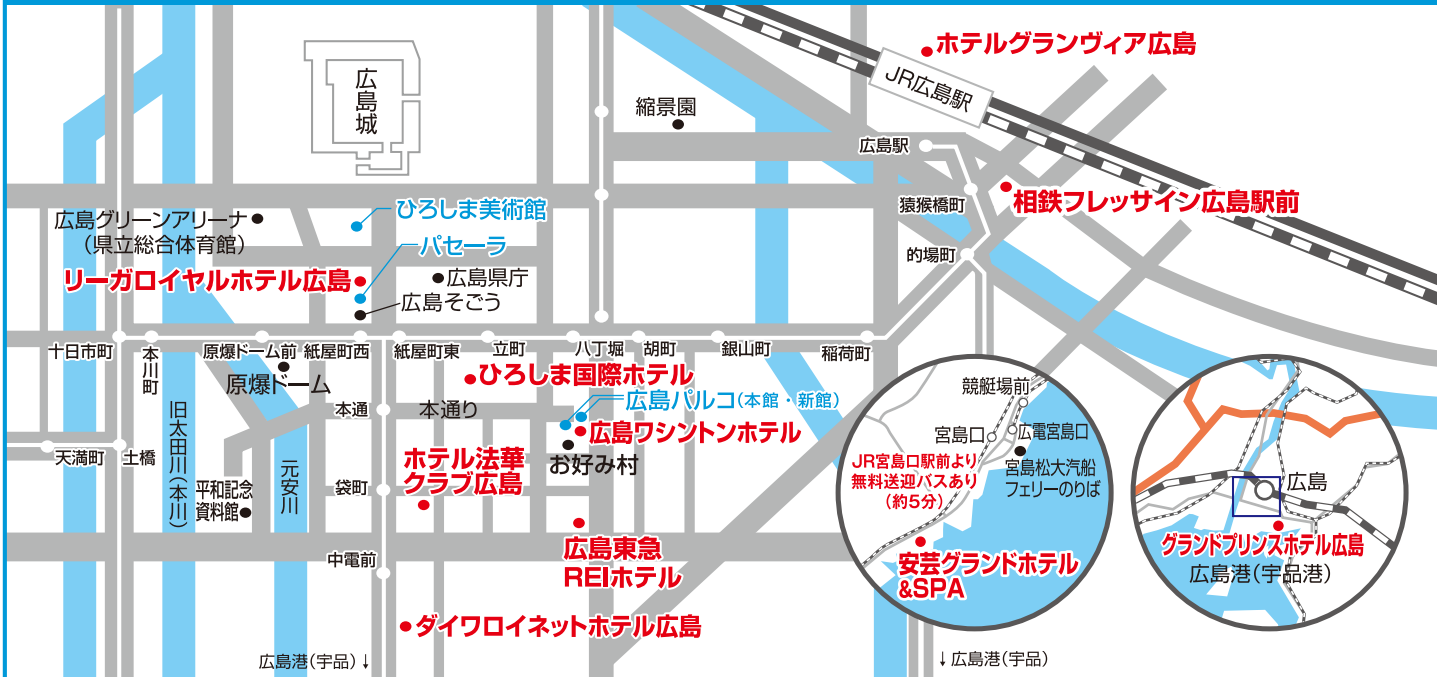 ホテルグランヴィア広島
JR広島駅
広島城
縮景園
広島駅
猿猴橋町
相鉄フレッサイン広島駅前
ひろしま美術館
広島グリーンアリーナ
（県立総合体育館）
パセーラ
的場町
リーガロイヤルホテル広島
広島県庁
広島そごう
十日市町
本川町
原爆ドーム前
紙屋町西
紙屋町東
立町
八丁堀
胡町
銀山町
稲荷町
原爆ドーム
ひろしま国際ホテル
本通
本通り
広島パルコ(本館・新館)
広島ワシントンホテル
お好み村
天満町
土橋
旧太田川(本川)
元安川
平和記念
資料館
袋町
ホテル法華
クラブ広島
中電前
広島東急
REIホテル
ダイワロイネットホテル広島
広島港(宇品)↓
↓広島港(宇品)
競艇場前
宮島口
広電宮島口
JR宮島口駅前より
無料送迎バスあり
(約5分)
宮島松大汽船
フェリーのりば
安芸グランドホテル
&SPA
広島
グランドプリンスホテル広島
広島港(宇品港)